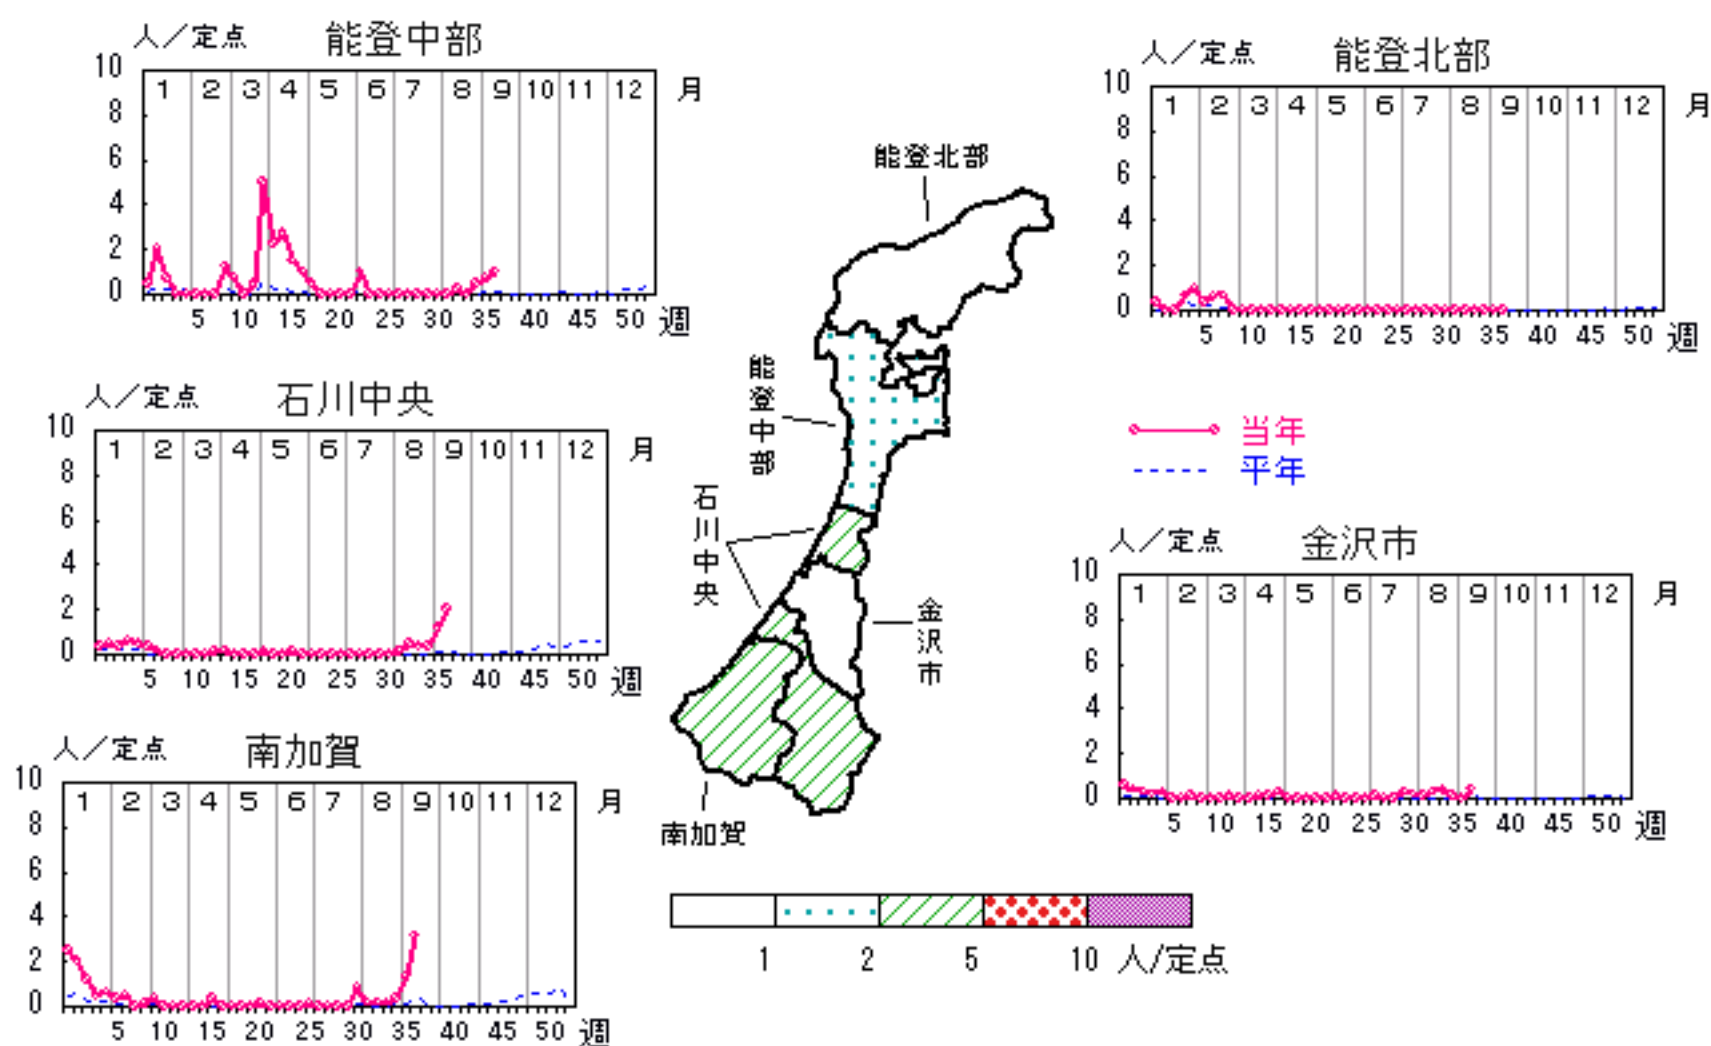 人／定点 能登中部
10 8 6 4 2 0
1 2 3 4 5 6 7 8 9 10 11 12 月
5 10 15 20 25 30 35 40 45 50 週
人／定点 能登北部
10 8 6 4 2 0
1 2 3 4 5 6 7 8 9 10 11 12 月
5 10 15 20 25 30 35 40 45 50 週
人／定点 石川中央
10 8 6 4 2 0
1 2 3 4 5 6 7 8 9 10 11 12 月
5 10 15 20 25 30 35 40 45 50 週
能登北部
能登中部
石川中央
金沢市
南加賀
当年
平年
人／定点 金沢市
10 8 6 4 2 0
1 2 3 4 5 6 7 8 9 10 11 12 月
5 10 15 20 25 30 35 40 45 50 週
人／定点 南加賀
10 8 6 4 2 0
1 2 3 4 5 6 7 8 9 10 11 12 月
5 10 15 20 25 30 35 40 45 50 週
1 2 5 10 人/定点